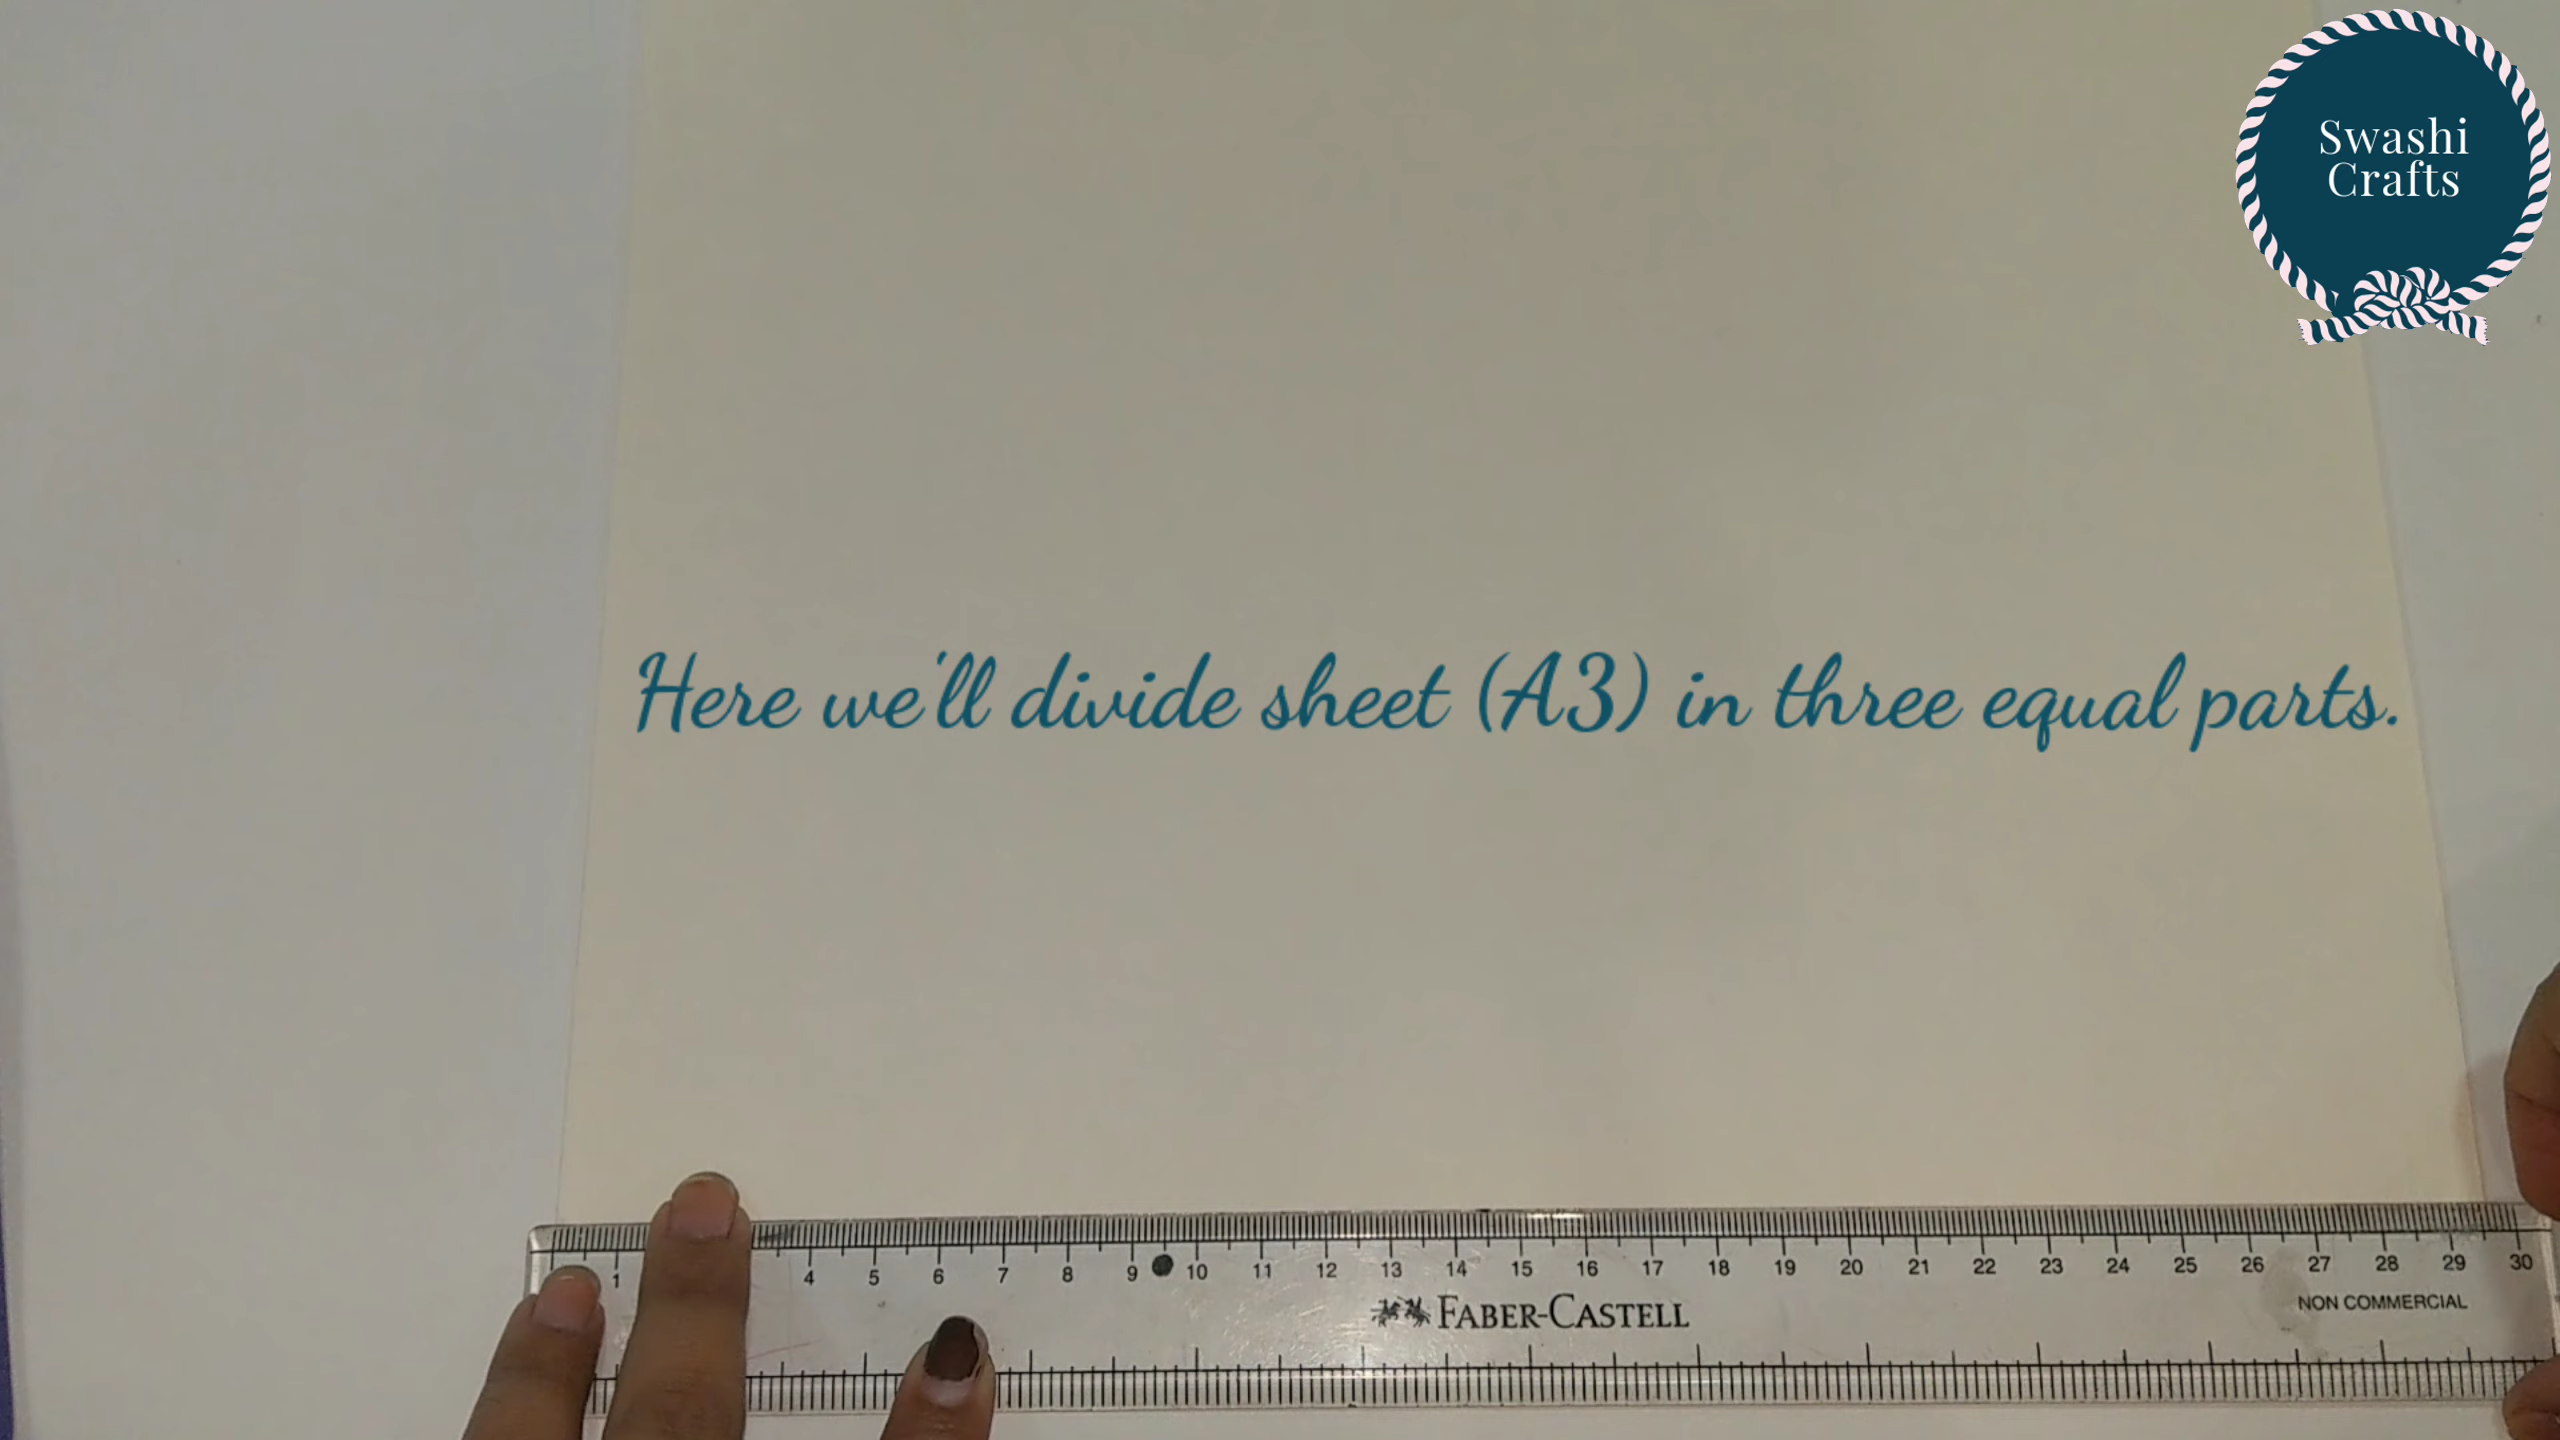 Swashi
Crafts
Here we'll divide sheet (A3) in three equal parts.
1 4 5 6 7 8 9 10 11 12 13 14 15 16 17 18 19 20 21 22 23 24 25 26 27 28 29 30
FABER-CASTELL
NON COMMERCIAL